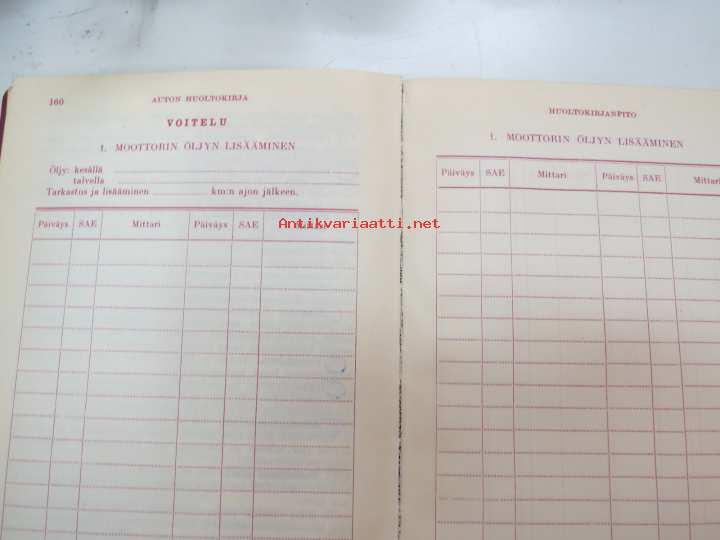 160
AUTON HUOLTOKIRJA
VOITELU
1. MOOTTORIN ÖLJYN LISÄÄMINEN
Öljy: kesällä
talvella
Tarkastus ja lisääminen km:n ajon jälkeen.
Päiväys SAE Mittari Päiväys SAE
Antikvariaatti.net
HUOLTOKIRJANPITO
1. MOOTTORIN ÖLJYN LISÄÄMINEN
Päiväys SAE Mittari Päiväys SAE Mittari